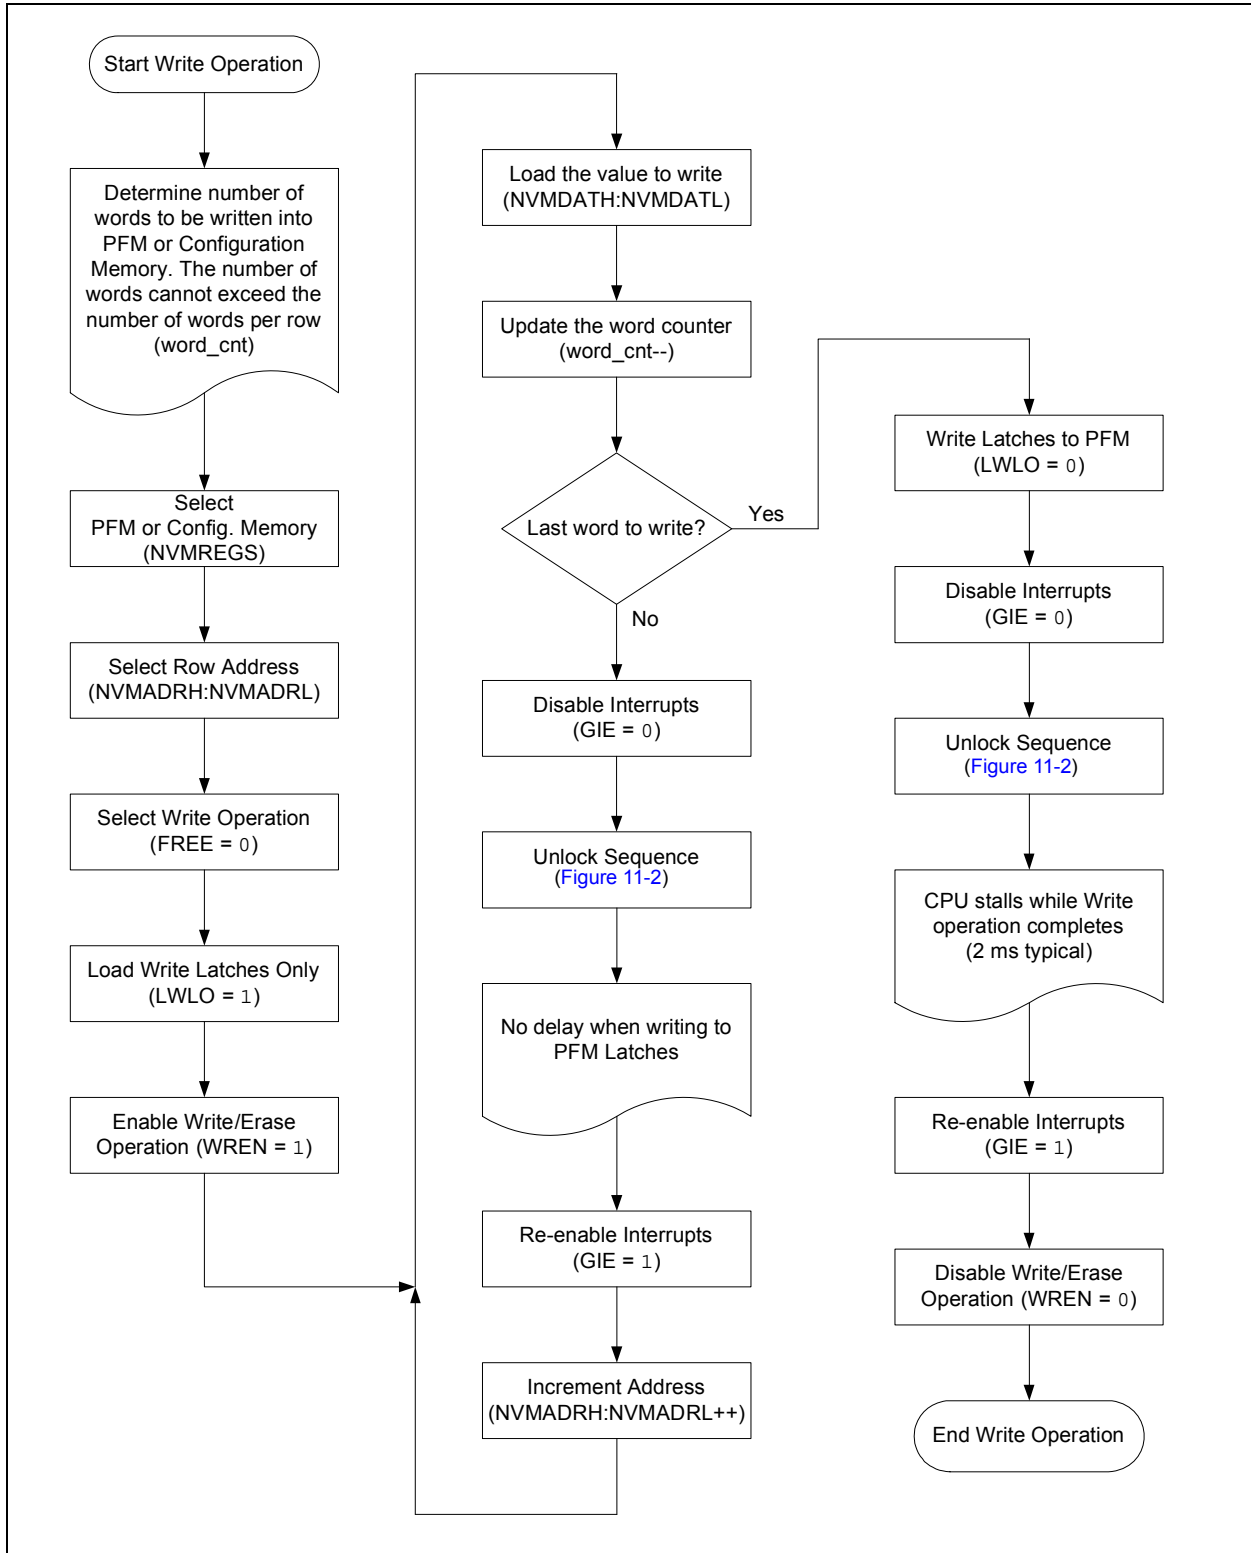 Start Write Operation
Determine number of
words to be written into
PFM or Configuration
Memory. The number of
words cannot exceed the
number of words per row
(word_cnt)
Select
PFM or Config. Memory
(NVMREGS)
Select Row Address
(NVMADRH:NVMADRL)
Select Write Operation
(FREE = 0)
Load Write Latches Only
(LWLO = 1)
Enable Write/Erase
Operation (WREN = 1)
Load the value to write
(NVMDATH:NVMDATL)
Update the word counter
(word_cnt--)
Last word to write?
Yes
No
Disable Interrupts
(GIE = 0)
Unlock Sequence
(Figure 11-2)
No delay when writing to
PFM Latches
Re-enable Interrupts
(GIE = 1)
Increment Address
(NVMADRH:NVMADRL++)
Write Latches to PFM
(LWLO = 0)
Disable Interrupts
(GIE = 0)
Unlock Sequence
(Figure 11-2)
CPU stalls while Write
operation completes
(2 ms typical)
Re-enable Interrupts
(GIE = 1)
Disable Write/Erase
Operation (WREN = 0)
End Write Operation